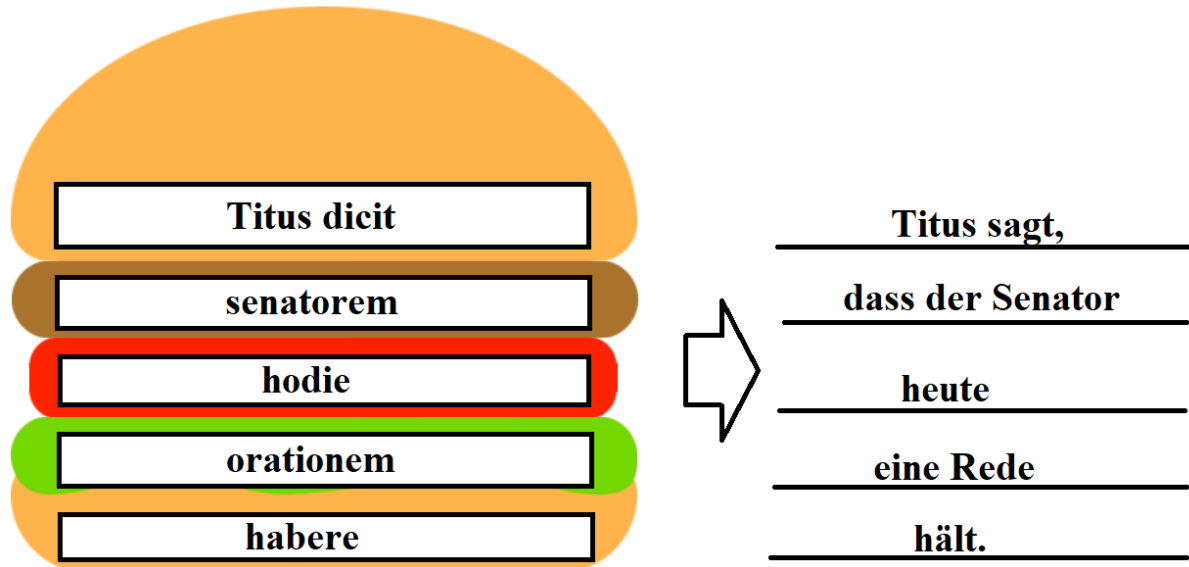 Titus dicit
senatorem
hodie
orationem
habere
Titus sagt,
dass der Senator
heute
eine Rede
hält.